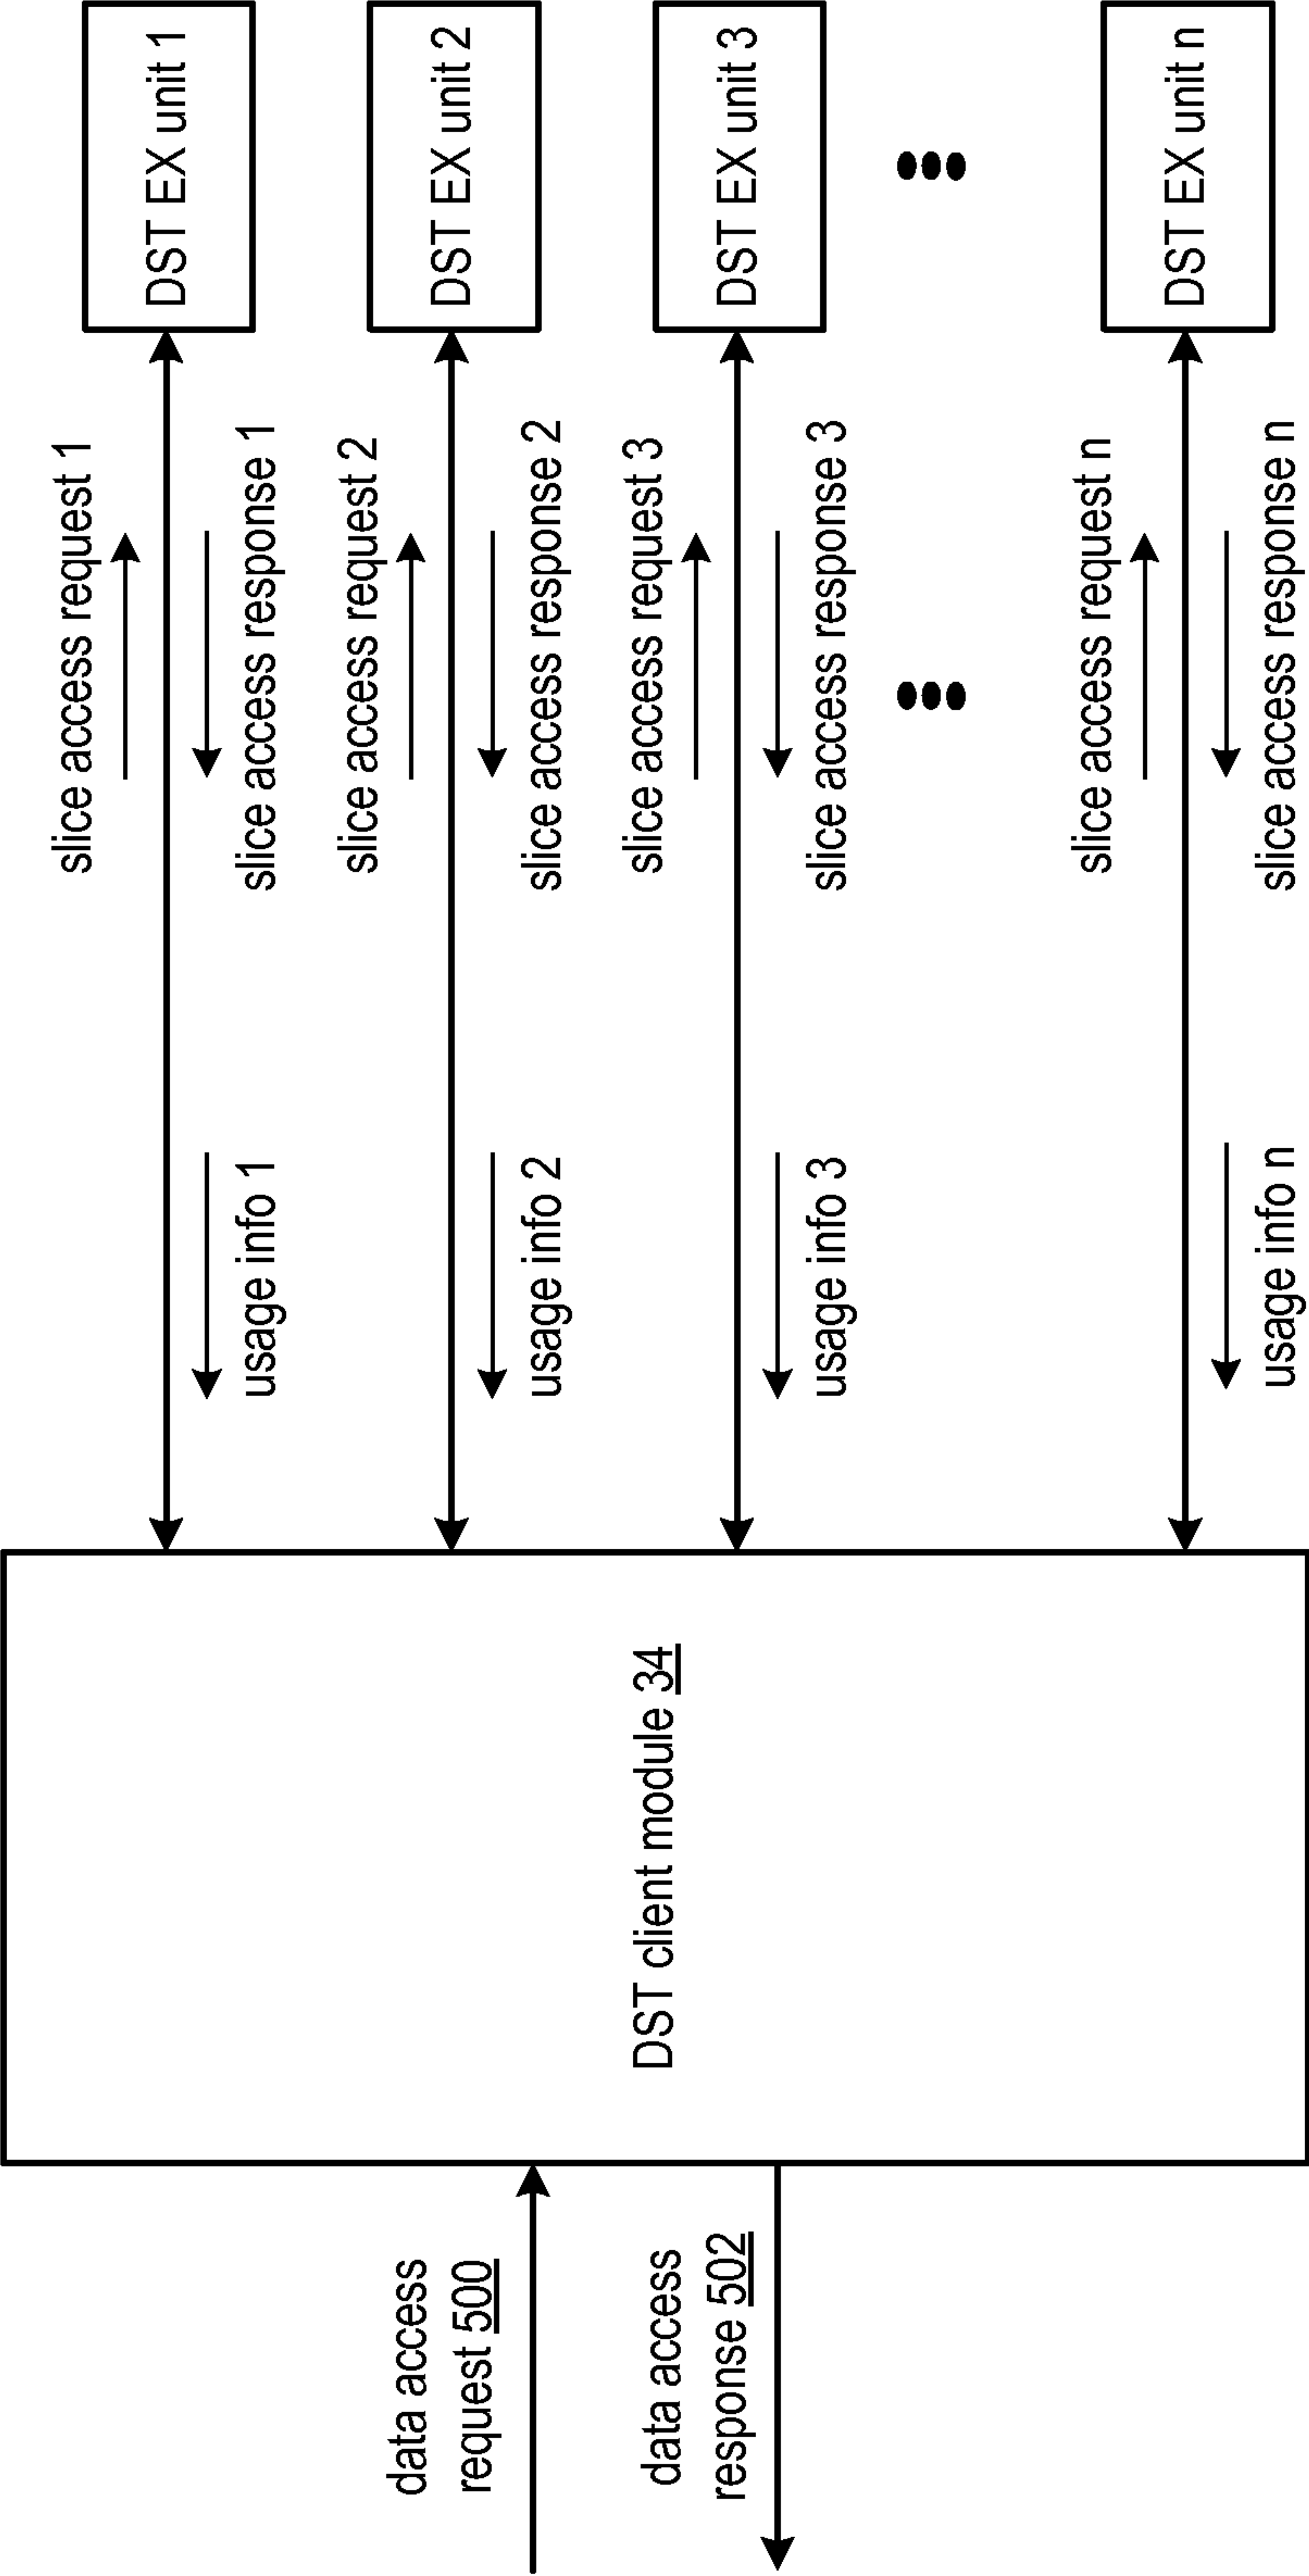 data access
request 500
data access
response 502
DST client module 34
slice access request 1
slice access response 1
usage info 1
DST EX unit 1
slice access request 2
slice access response 2
usage info 2
DST EX unit 2
slice access request 3
slice access response 3
usage info 3
DST EX unit 3
slice access request n
slice access response n
usage info n
DST EX unit n